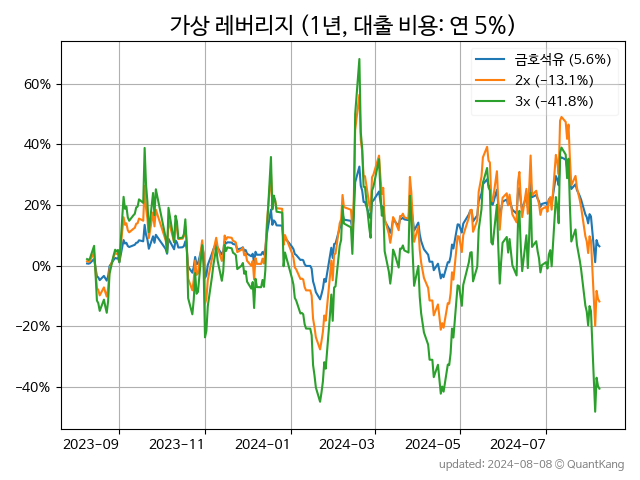 가상 레버리지 (1년, 대출 비용: 연 5%)
금호석유 (5.6%)
2x (−13.1%)
3x (−41.8%)
60%
40%
20%
0%
−20%
−40%
2023-09 2023-11 2024-01 2024-03 2024-05 2024-07
updated: 2024-08-08 © QuantKang